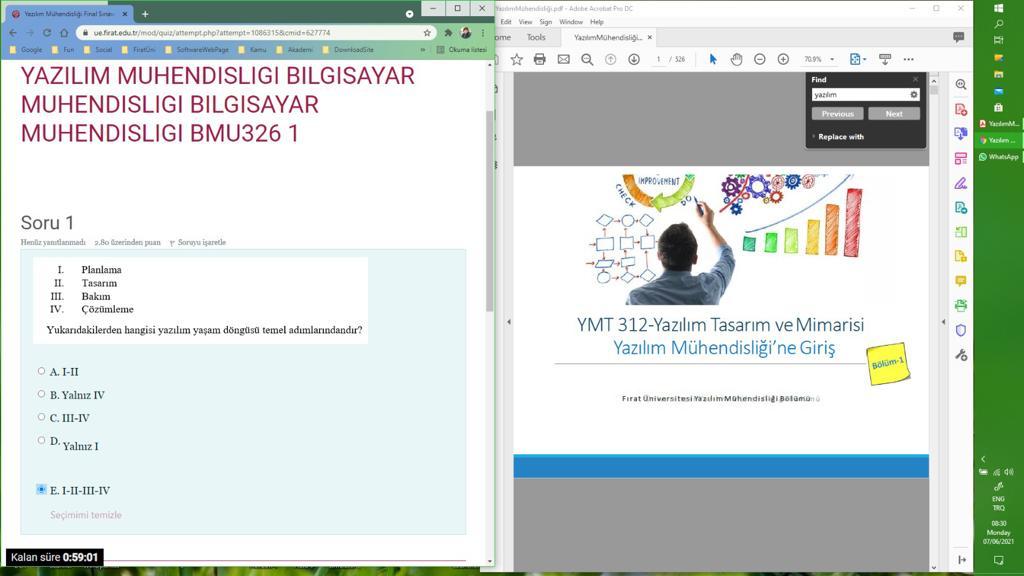 Yazılım Mühendisliği Final Sınav
ue.firat.edu.tr/mod/quiz/attempt.php?attempt=1086315&cmid=627774
Google
Fun
Social
FıratUni
SoftwareWebPage
Kamu
Akademi
DownloadSite
»
Okuma listesi
YAZILIM MUHENDISLIGI BILGISAYAR
MUHENDISLIGI BILGISAYAR
MUHENDISLIGI BMU326 1
Soru 1
Henüz yanıtlanmadı 2,80 üzerinden puan Soruyu işaretle
I. Planlama
II. Tasarım
III. Bakım
IV. Çözümleme
Yukarıdakilerden hangisi yazılım yaşam döngüsü temel adımlarındandır?
A. I-II
B. Yalnız IV
C. III-IV
D. Yalnız I
E. I-II-III-IV
Seçimimi temizle
Kalan süre 0:59:01
YazılımMühendisliği.pdf - Adobe Acrobat Pro DC
Edit View Sign Window Help
ome Tools YazılımMühendisliği...
1 / 526
70.9%
Find
yazılım
Previous Next
Replace with
CHECK
IMPROVEMENT
YMT 312-Yazılım Tasarım ve Mimarisi
Yazılım Mühendisliği'ne Giriş
Bölüm-1
Fırat Üniversitesi Yazılım Mühendisliği Bölümü
YazılımM...
Yazılım ...
WhatsApp
ENG
TRQ
08:30
Monday
07/06/2021